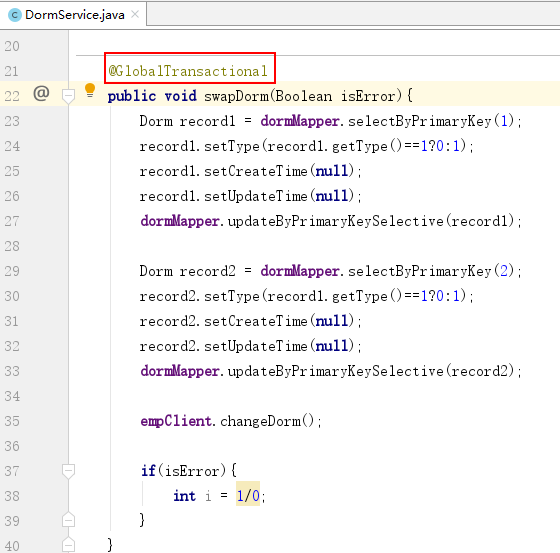 DormService.java ×
20
21 @GlobalTransactional
22 @ public void swapDorm(Boolean isError){
23 Dorm record1 = dormMapper.selectByPrimaryKey(1);
24 record1.setType(record1.getType()==1?0:1);
25 record1.setCreateTime(null);
26 record1.setUpdateTime(null);
27 dormMapper.updateByPrimaryKeySelective(record1);
28
29 Dorm record2 = dormMapper.selectByPrimaryKey(2);
30 record2.setType(record1.getType()==1?0:1);
31 record2.setCreateTime(null);
32 record2.setUpdateTime(null);
33 dormMapper.updateByPrimaryKeySelective(record2);
34
35 empClient.changeDorm();
36
37 if(isError){
38 int i = 1/0;
39 }
40 }